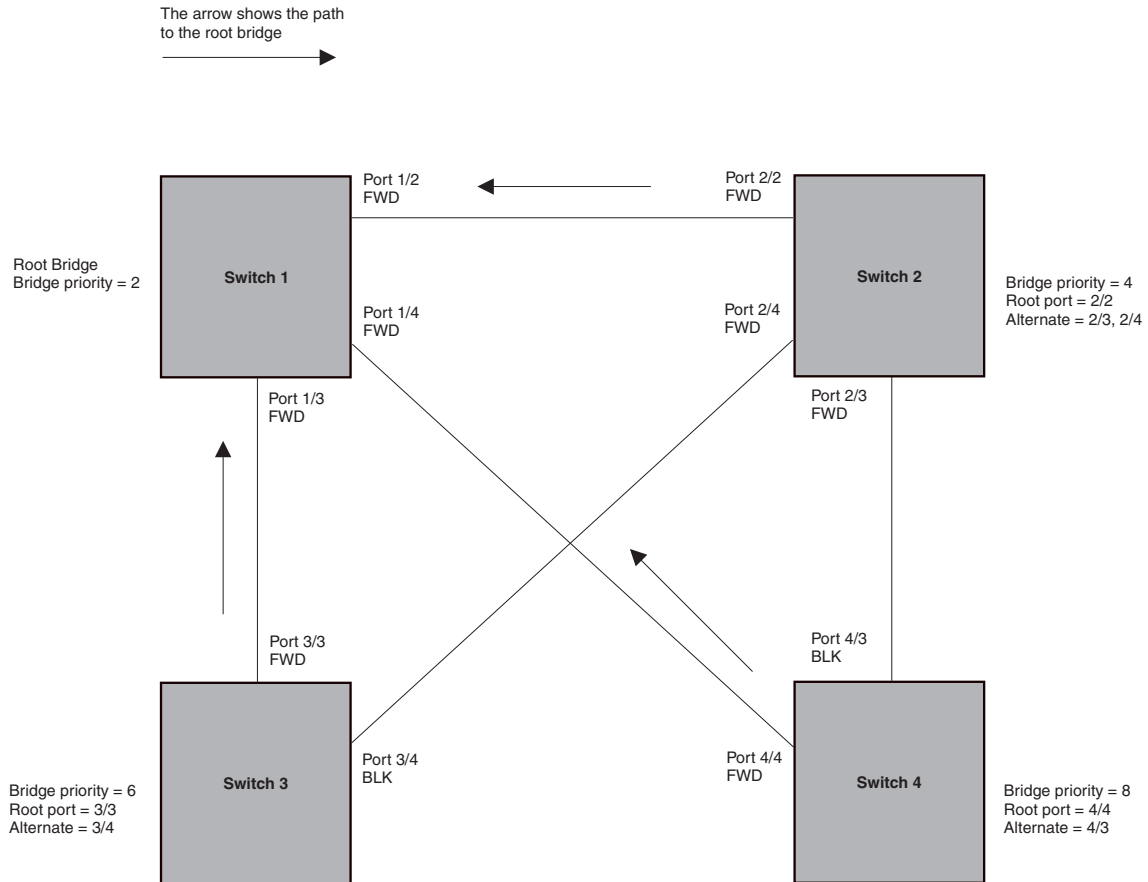 The arrow shows the path
to the root bridge
Port 1/2
FWD
Port 2/2
FWD
Root Bridge
Bridge priority = 2
Switch 1
Switch 2
Bridge priority = 4
Root port = 2/2
Alternate = 2/3, 2/4
Port 1/4
FWD
Port 2/4
FWD
Port 1/3
FWD
Port 2/3
FWD
Port 3/3
FWD
Port 4/3
BLK
Port 3/4
BLK
Port 4/4
FWD
Bridge priority = 6
Root port = 3/3
Alternate = 3/4
Switch 3
Switch 4
Bridge priority = 8
Root port = 4/4
Alternate = 4/3